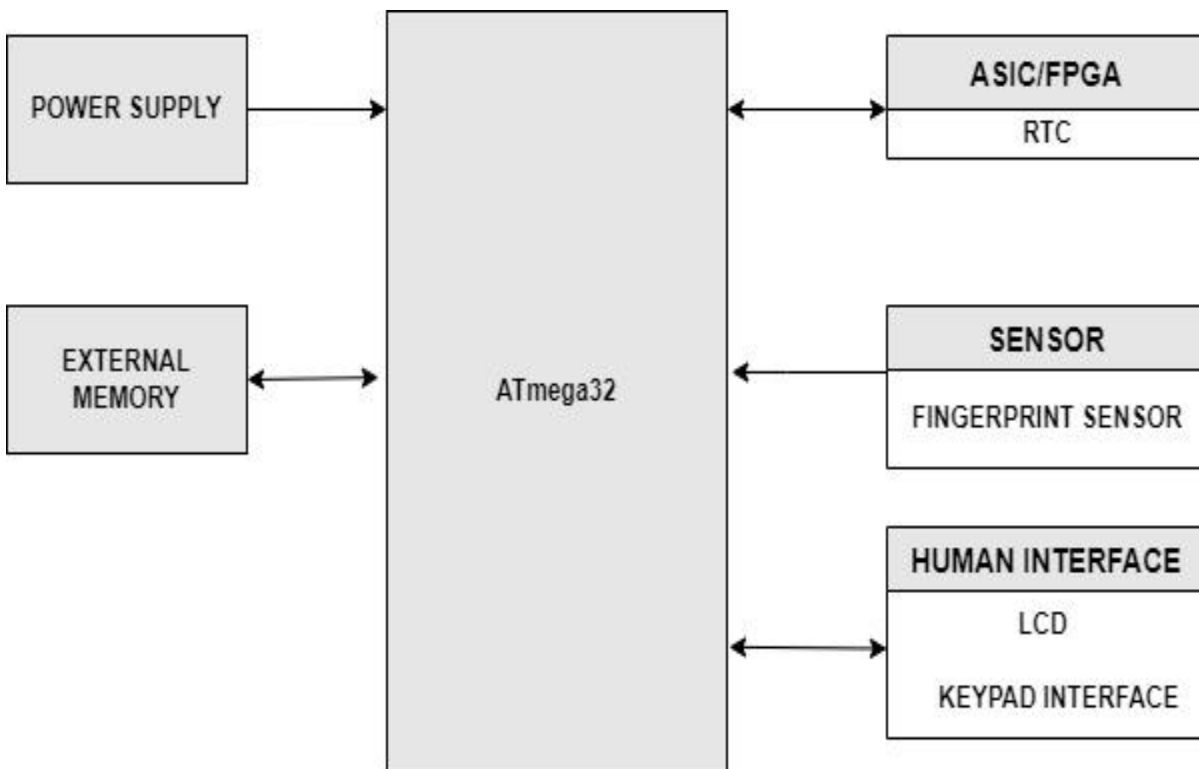 POWER SUPPLY
EXTERNAL
MEMORY
ATmega32
ASIC/FPGA
RTC
SENSOR
FINGERPRINT SENSOR
HUMAN INTERFACE
LCD
KEYPAD INTERFACE